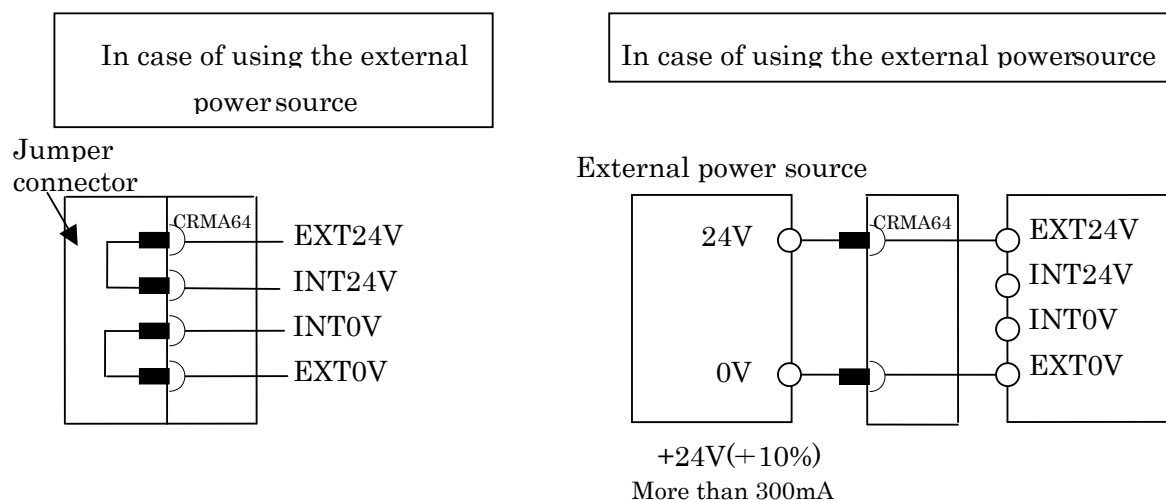 In case of using the external
power source
Jumper
connector
CRMA64
EXT24V
INT24V
INT0V
EXT0V
In case of using the external powersource
External power source
24V
CRMA64
EXT24V
INT24V
INT0V
0V
EXT0V
+24V(+10%)
More than 300mA